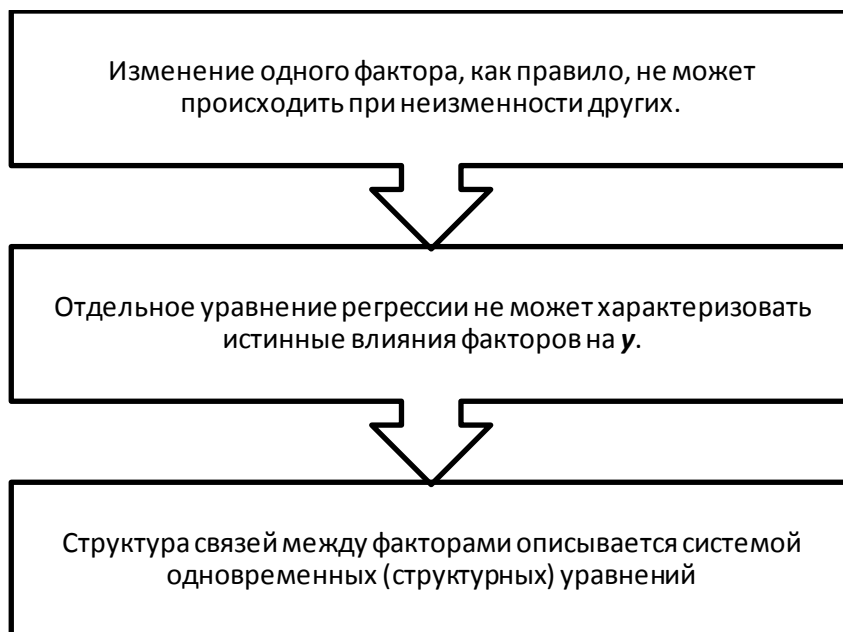 Изменение одного фактора, как правило, не может
происходить при неизменности других.
Отдельное уравнение регрессии не может характеризовать
истинные влияния факторов на y.
Структура связей между факторами описывается системой
одновременных (структурных) уравнений